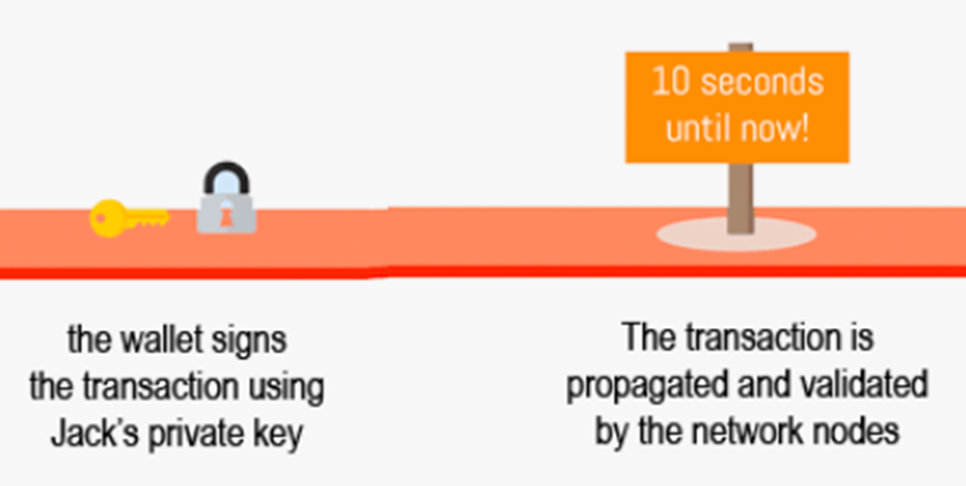 10 seconds
until now!
the wallet signs
the transaction using
Jack's private key
The transaction is
propagated and validated
by the network nodes